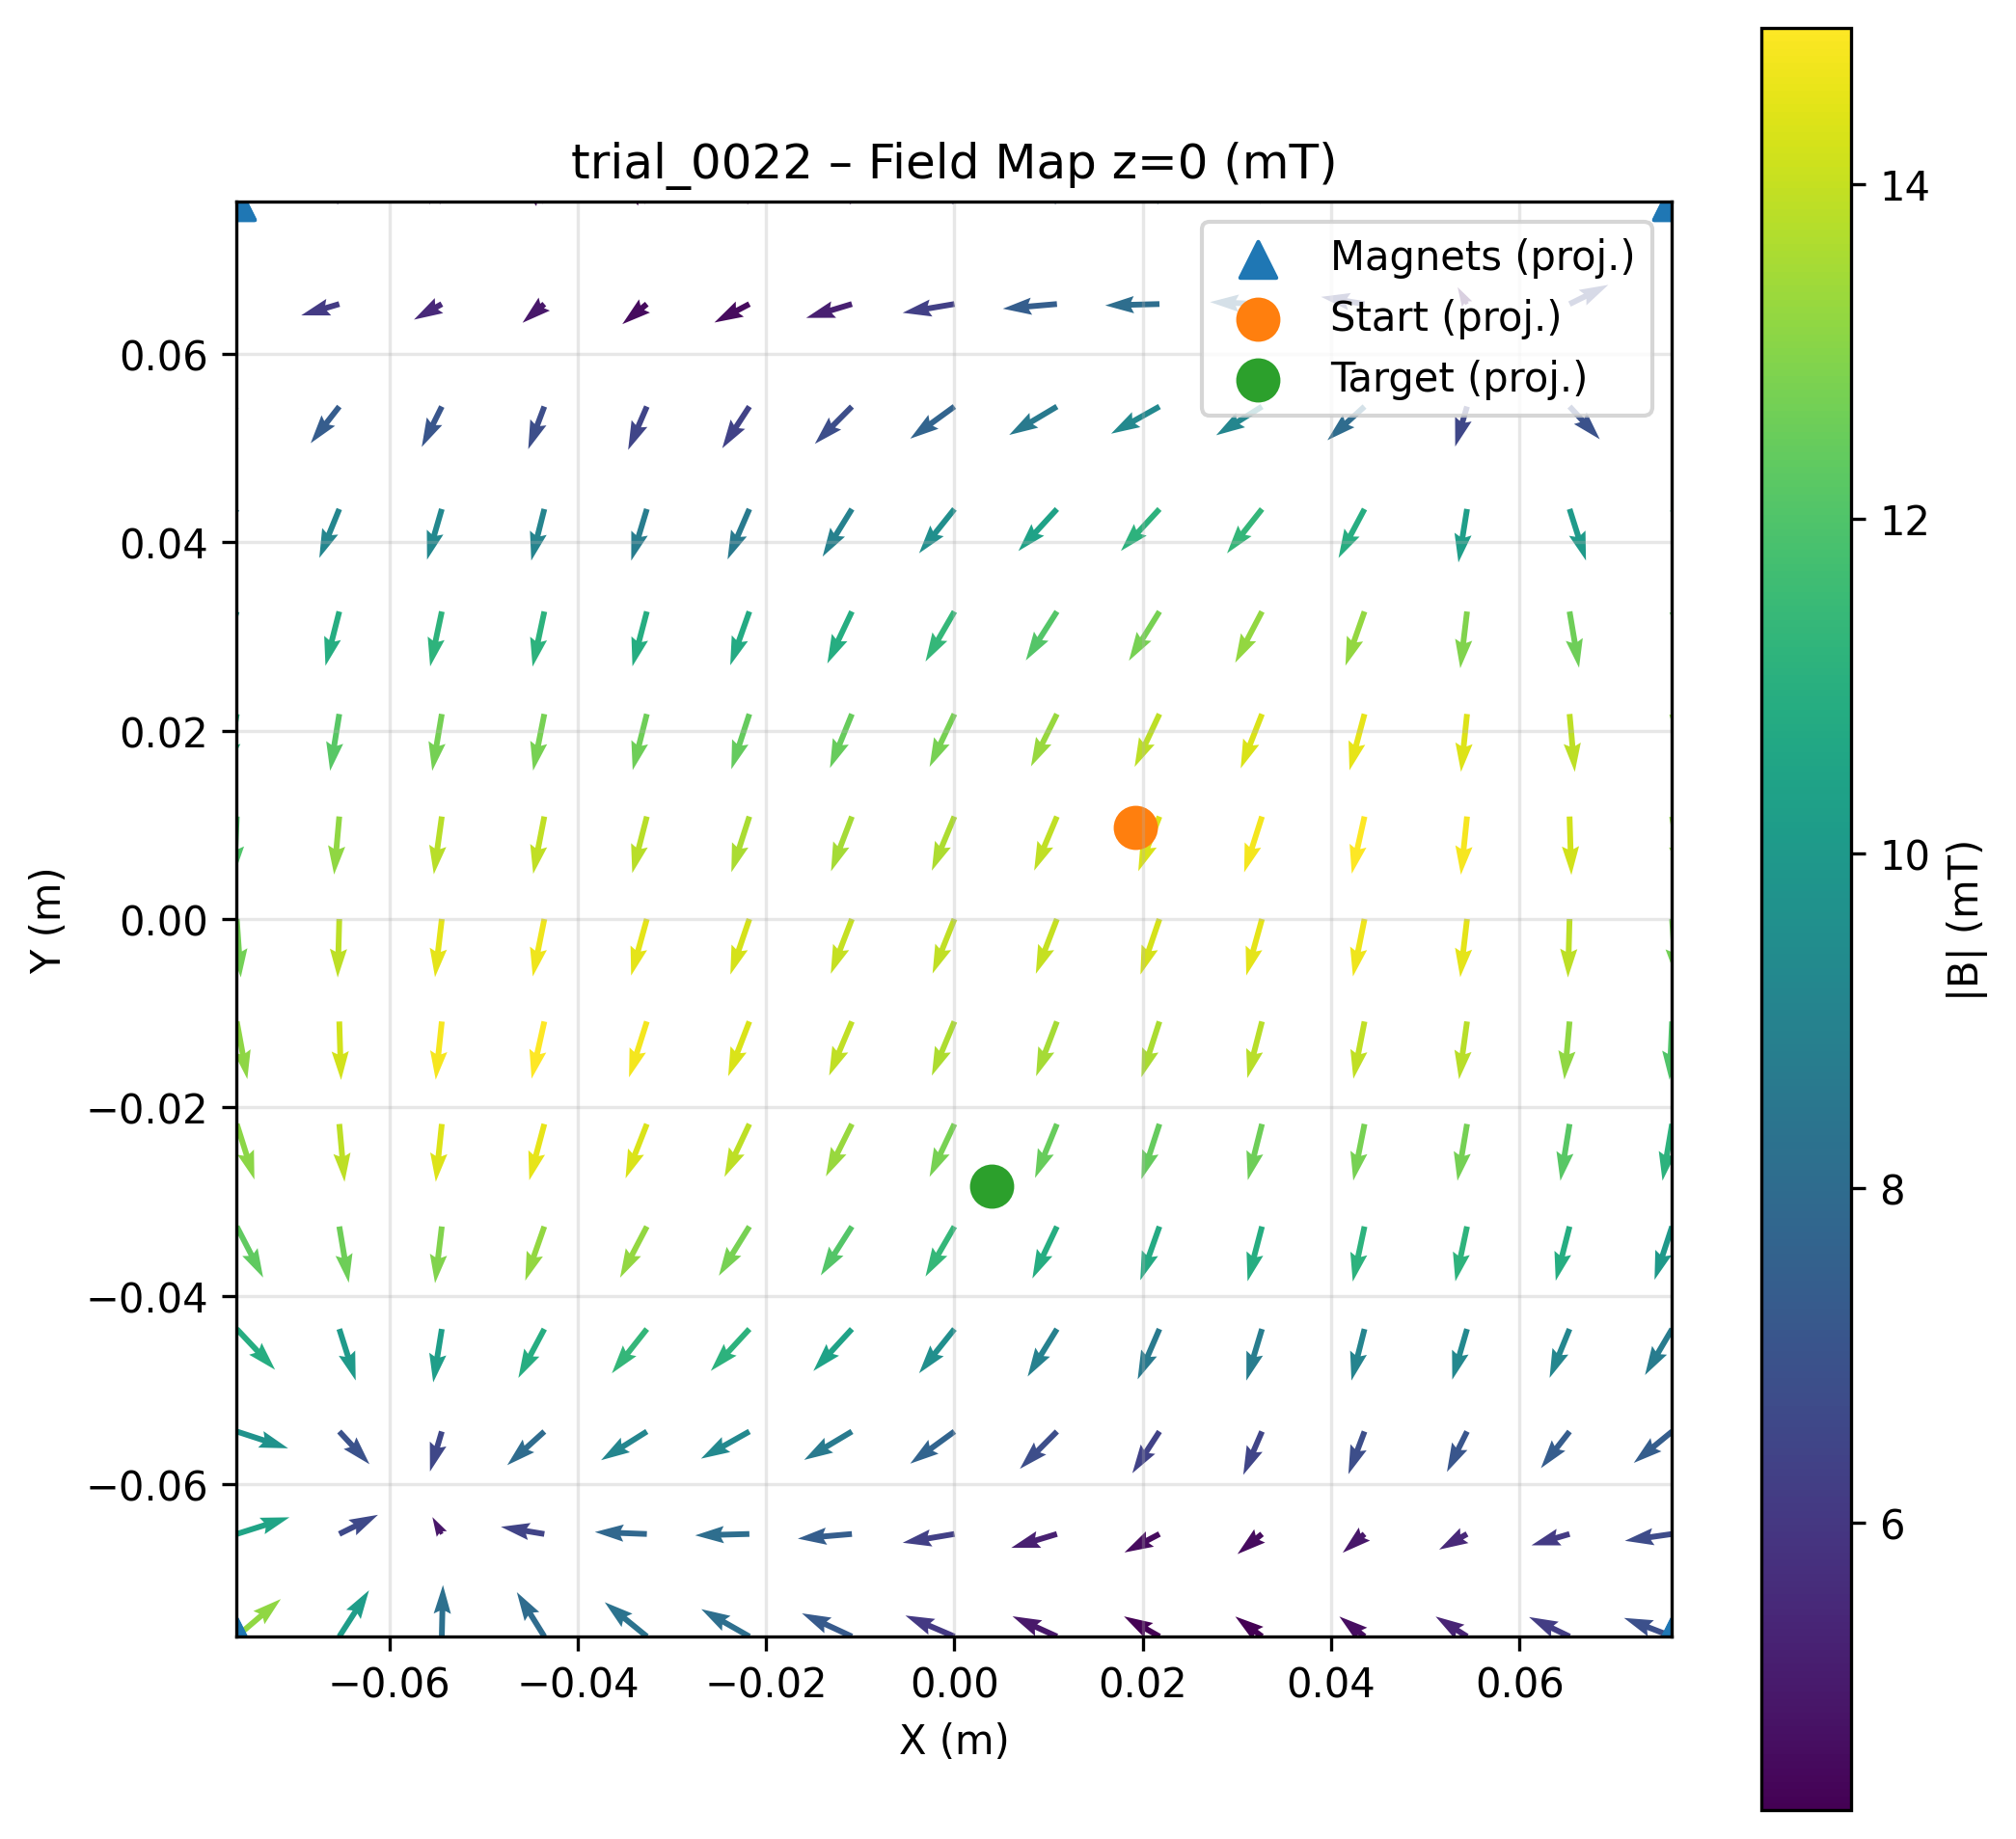 trial_0022 – Field Map z=0 (mT)
Magnets (proj.)
Start (proj.)
Target (proj.)
0.06
0.04
0.02
0.00
−0.02
−0.04
−0.06
Y (m)
−0.06 −0.04 −0.02 0.00 0.02 0.04 0.06
X (m)
14
12
10
8
6
|B| (mT)